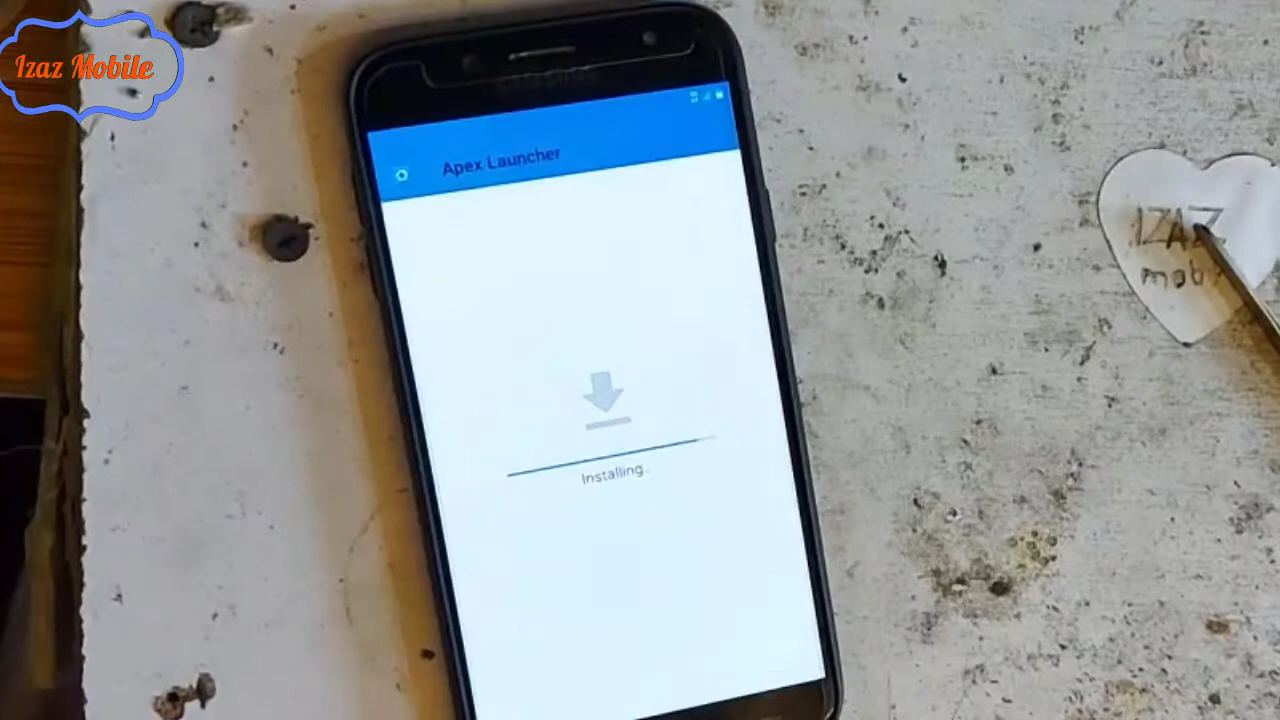 Izaz Mobile
Apex Launcher
Installing..
IZAZ
mob